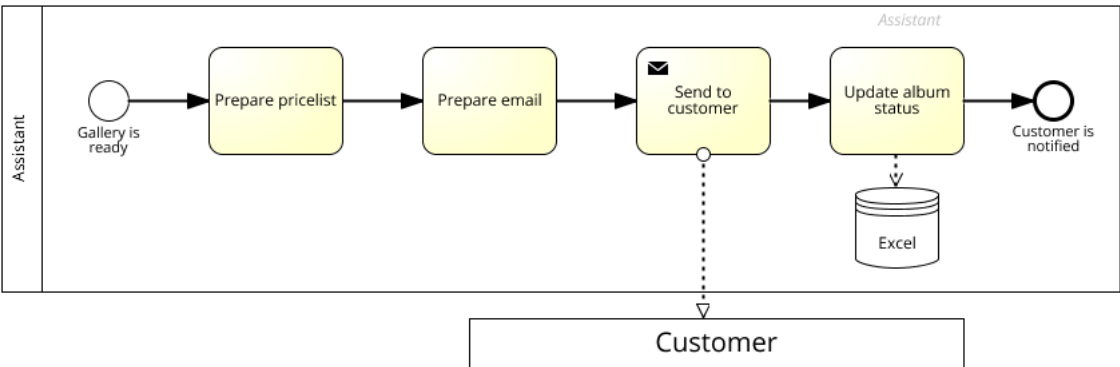 Assistant
Assistant
Gallery is
ready
Prepare pricelist
Prepare email
Send to
customer
Update album
status
Customer is
notified
Excel
Customer